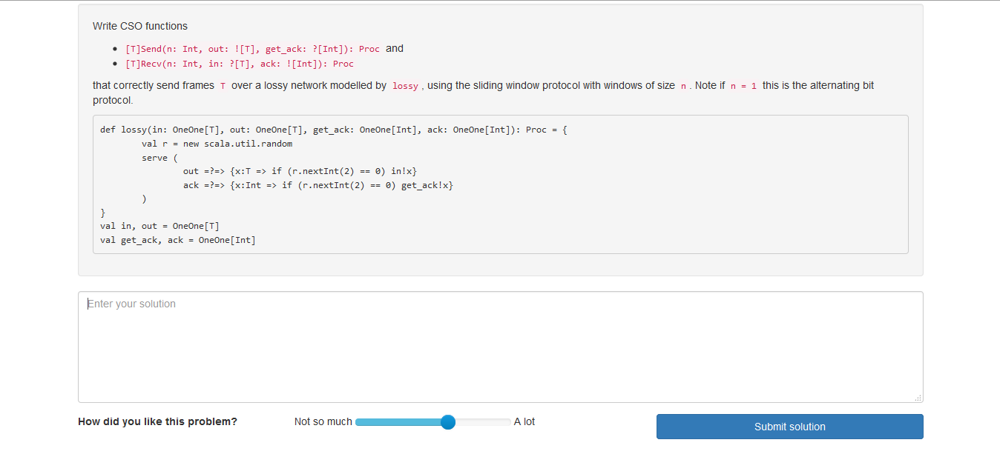 Write CSO functions
• [T]Send(n: Int, out: ![T], get_ack: ?[Int]): Proc and
• [T]Recv(n: Int, in: ?[T], ack: ![Int]): Proc
that correctly send frames T over a lossy network modelled by lossy , using the sliding window protocol with windows of size n . Note if n = 1 this is the alternating bit
protocol.
def lossy(in: OneOne[T], out: OneOne[T], get_ack: OneOne[Int], ack: OneOne[Int]): Proc = {
        val r = new scala.util.random
        serve (
                out =?=> {x:T => if (r.nextInt(2) == 0) in!x}
                ack =?=> {x:Int => if (r.nextInt(2) == 0) get_ack!x}
        )
}
val in, out = OneOne[T]
val get_ack, ack = OneOne[Int]
Enter your solution
How did you like this problem? Not so much A lot Submit solution